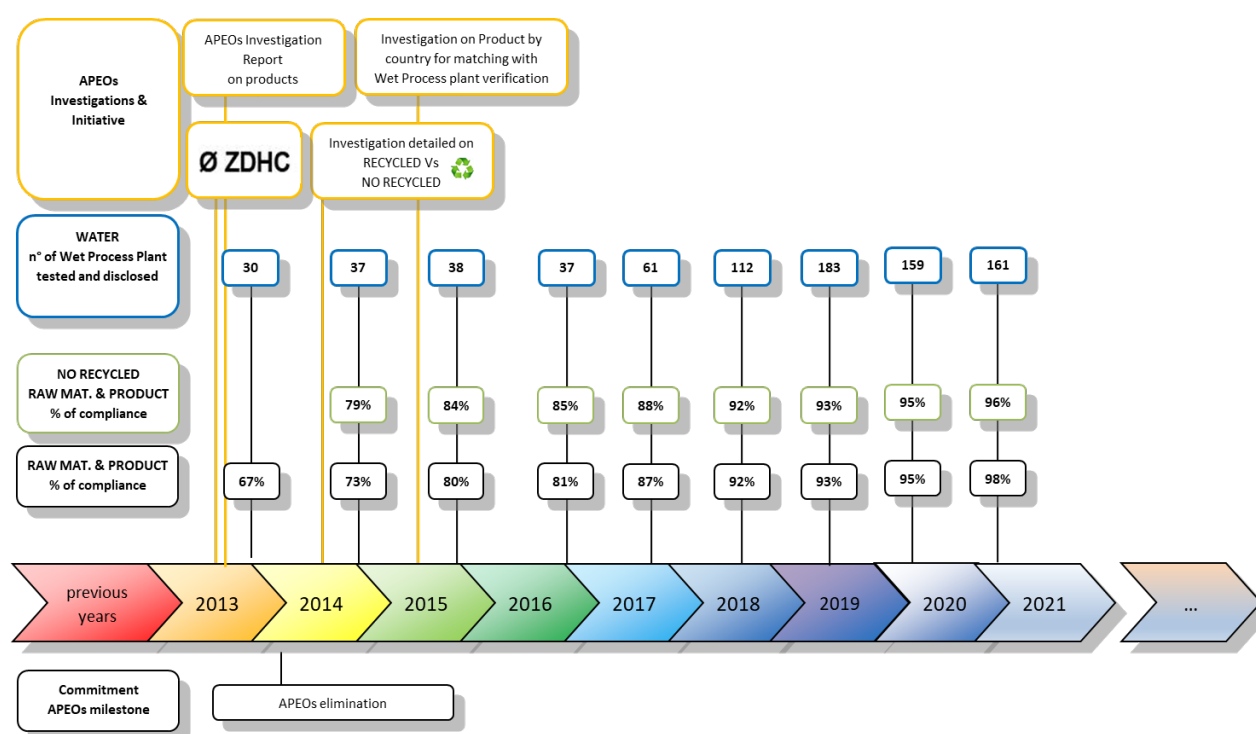 APEOs
Investigations &
Initiative
APEOs Investigation
Report
on products
Investigation on Product by
country for matching with
Wet Process plant verification
Ø ZDHC
Investigation detailed on
RECYCLED Vs
NO RECYCLED
WATER
n° of Wet Process Plant
tested and disclosed
30 37 38 37 61 112 183 159 161
NO RECYCLED
RAW MAT. & PRODUCT
% of compliance
79% 84% 85% 88% 92% 93% 95% 96%
RAW MAT. & PRODUCT
% of compliance
67% 73% 80% 81% 87% 92% 93% 95% 98%
previous
years
2013 2014 2015 2016 2017 2018 2019 2020 2021 ...
Commitment
APEOs milestone
APEOs elimination